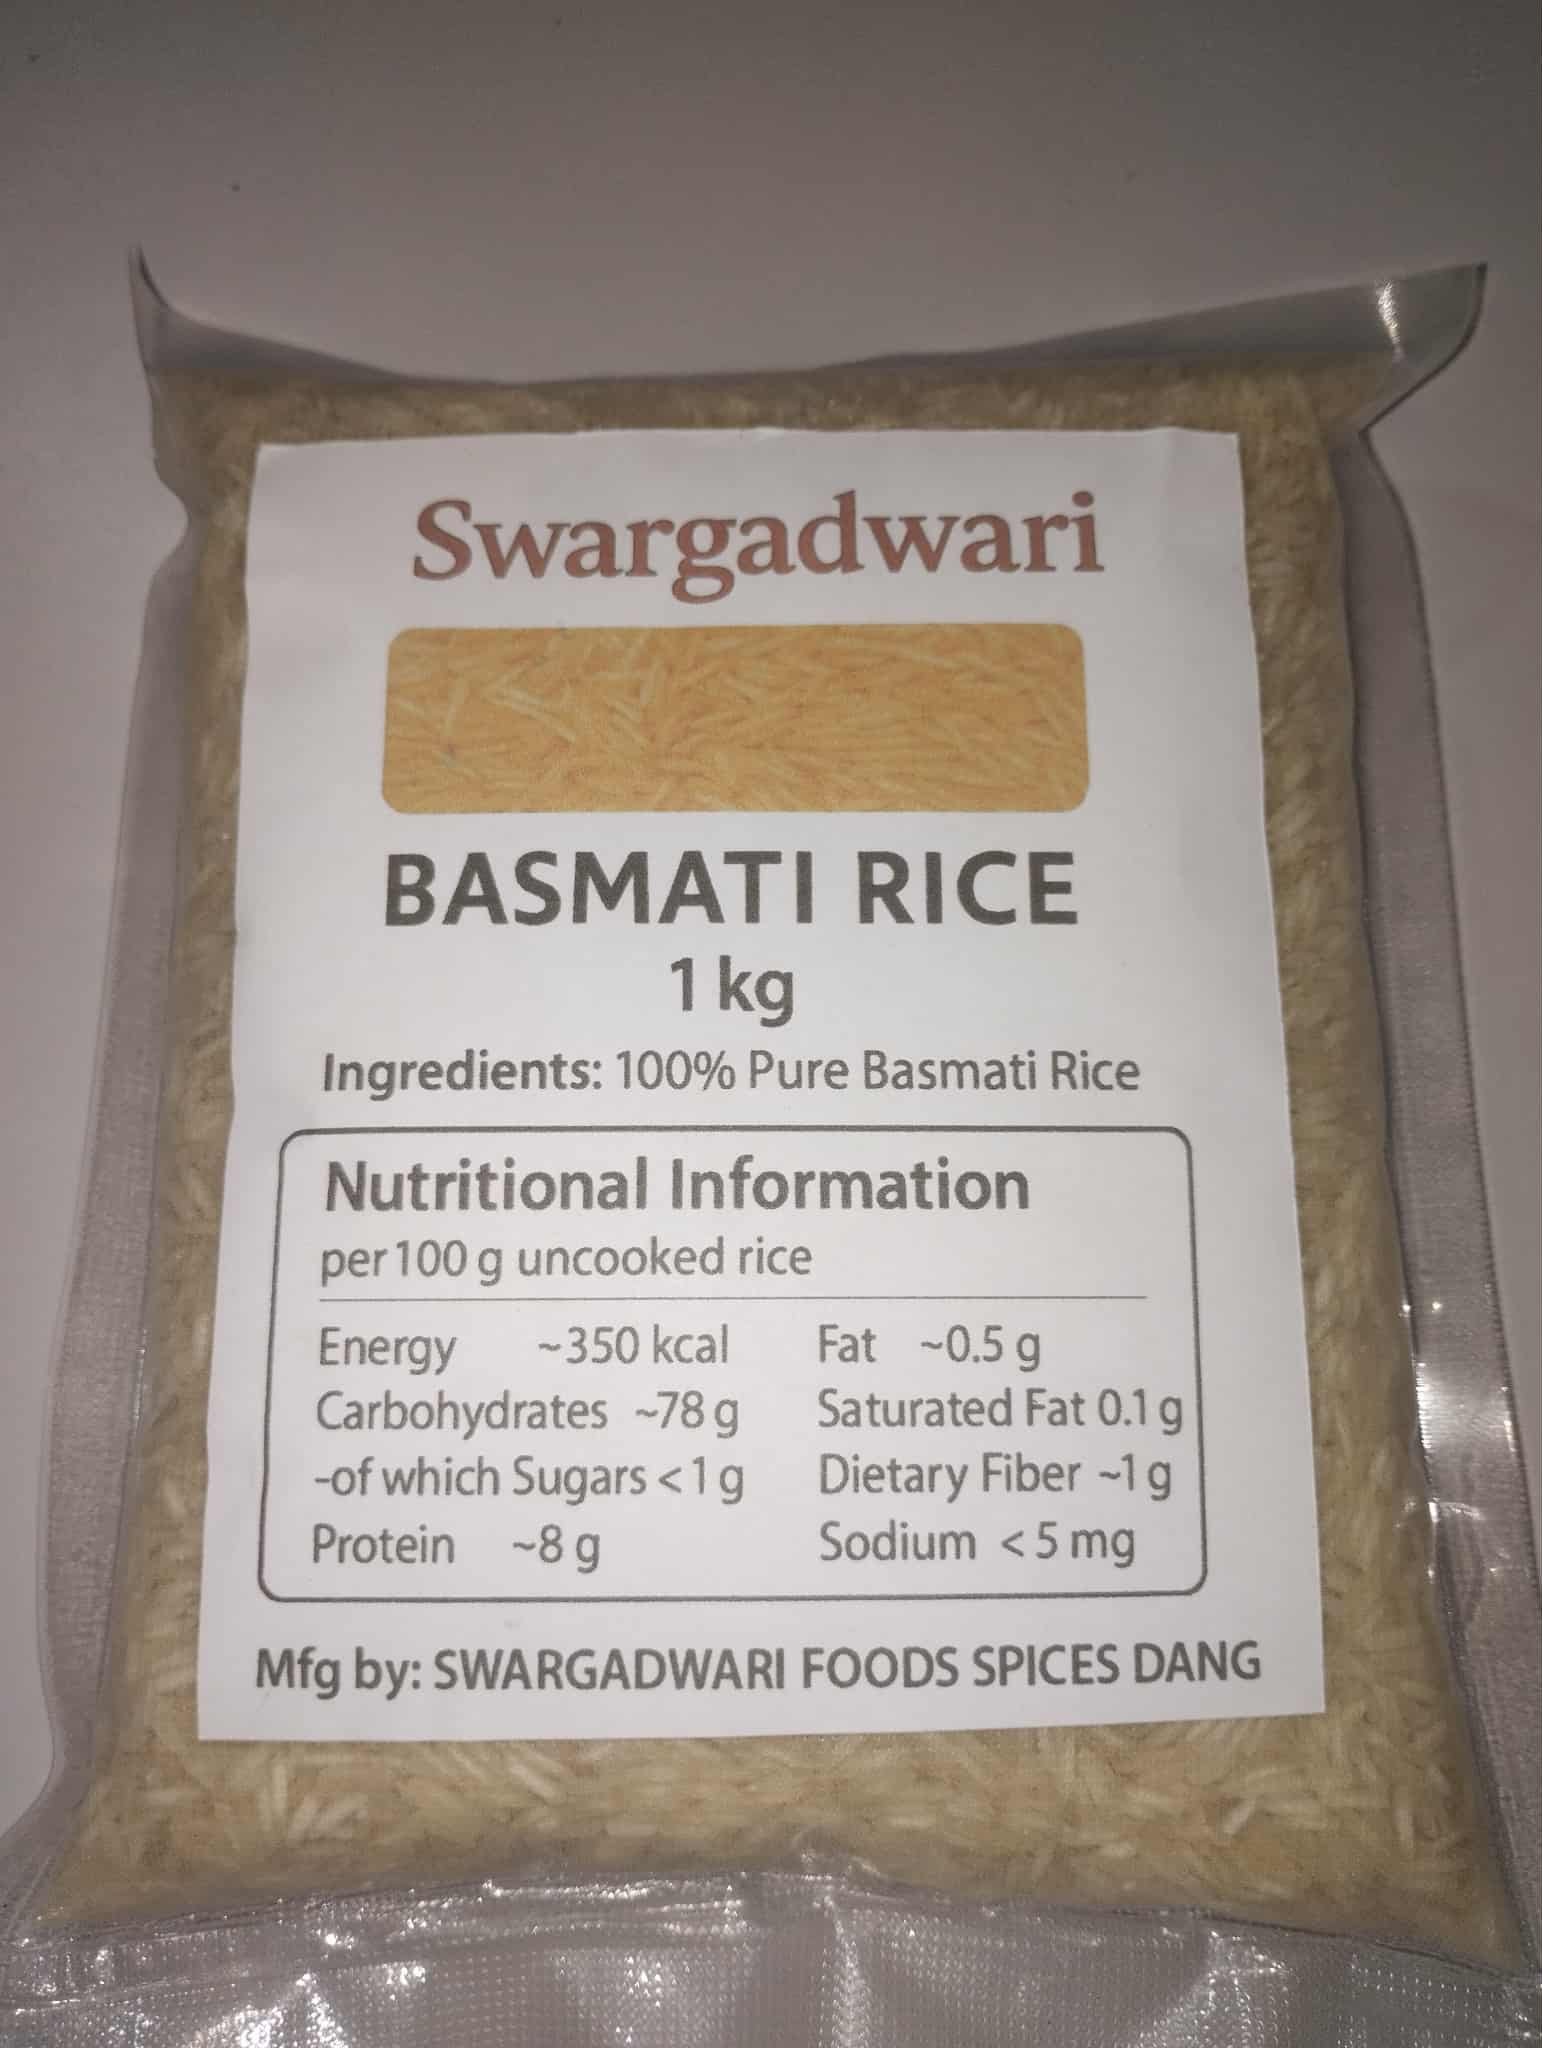 Swargadwari
BASMATI RICE
1 kg
Ingredients: 100% Pure Basmati Rice
Nutritional Information
per 100 g uncooked rice
Energy ~350 kcal Fat ~0.5 g
Carbohydrates ~78 g Saturated Fat 0.1 g
-of which Sugars <1 g Dietary Fiber ~1 g
Protein ~8 g Sodium <5 mg
Mfg by: SWARGADWARI FOODS SPICES DANG